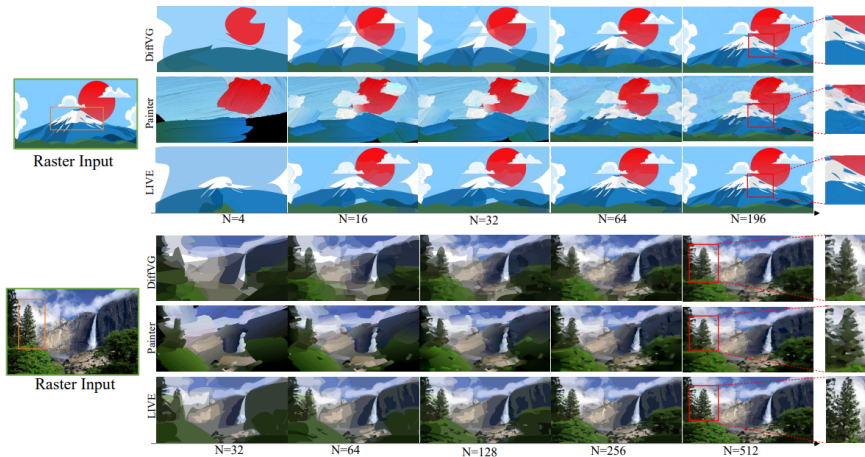 DiffVG
Painter
LIVE
Raster Input
N=4 N=16 N=32 N=64 N=196
DiffVG
Painter
LIVE
Raster Input
N=32 N=64 N=128 N=256 N=512